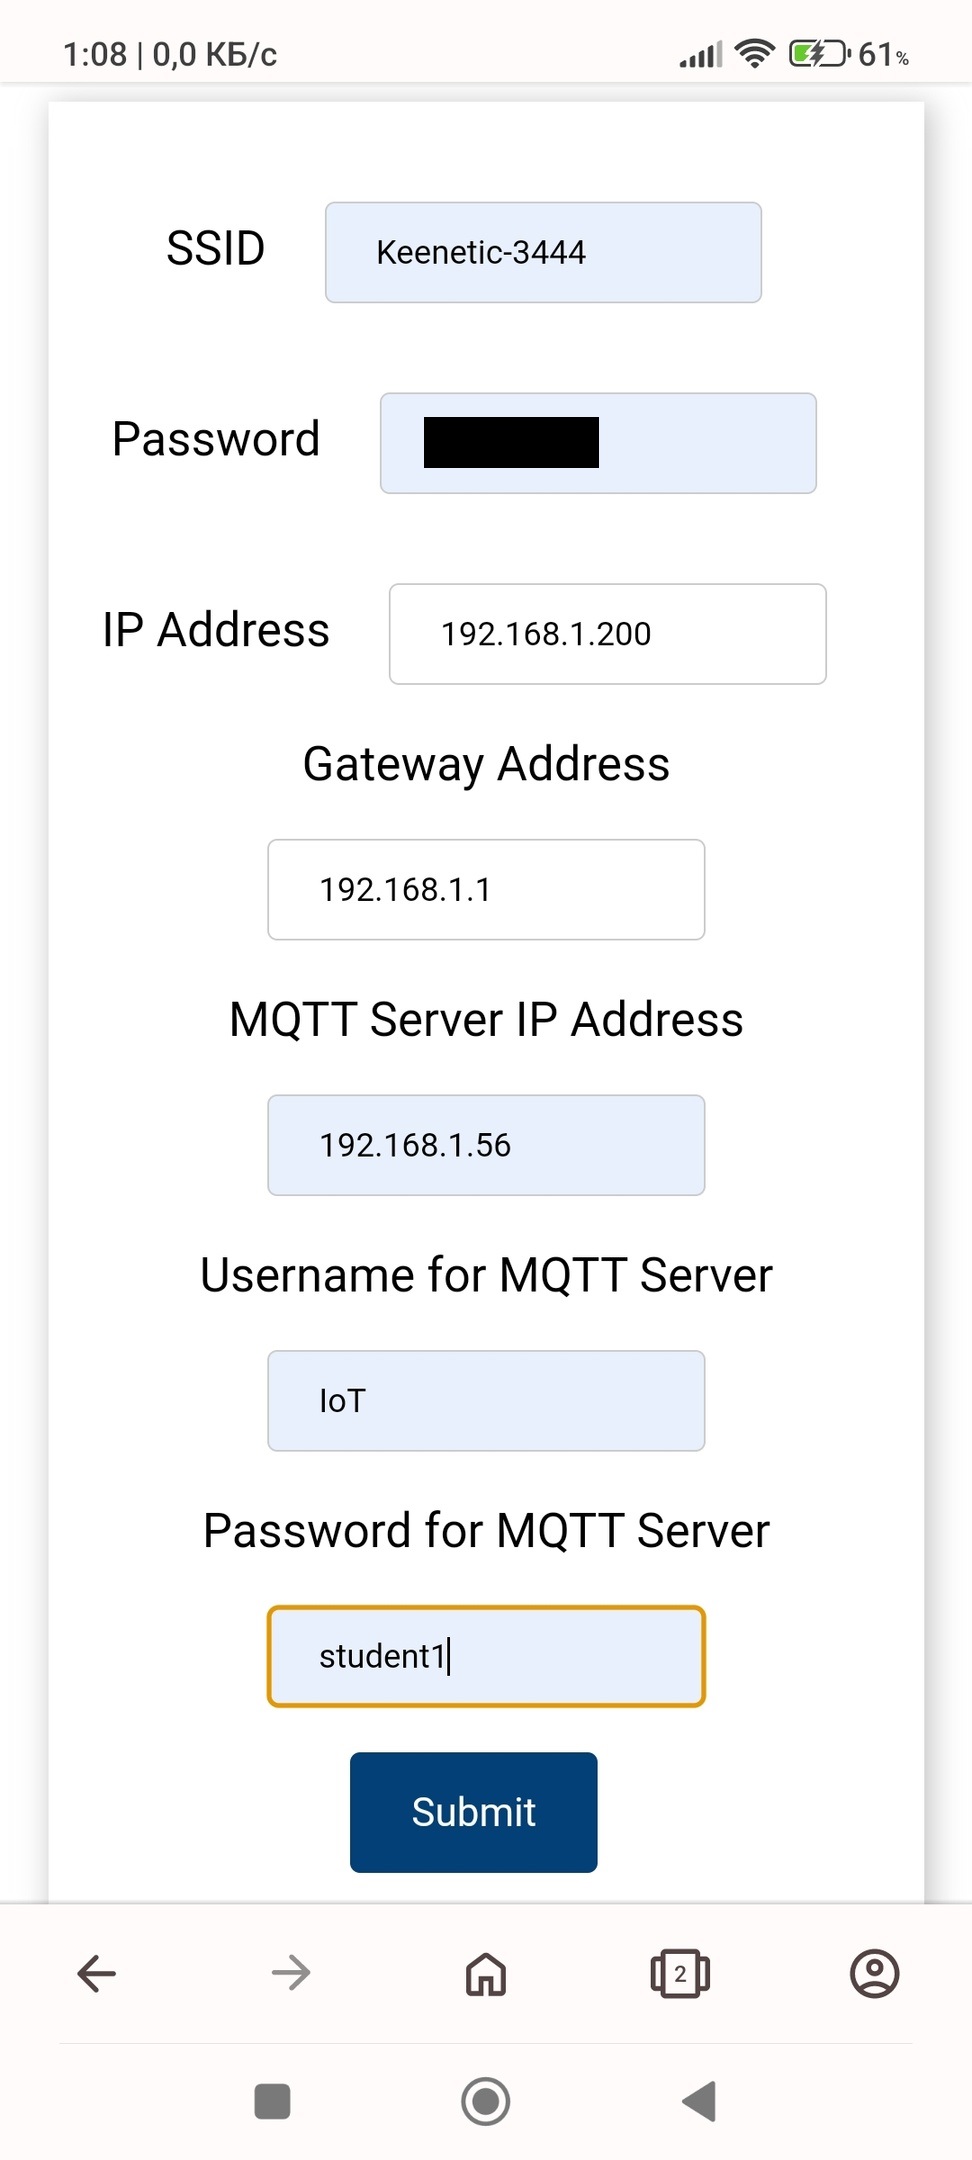 1:08 | 0,0 КБ/с 61%
SSID Keenetic-3444
Password
IP Address 192.168.1.200
Gateway Address
192.168.1.1
MQTT Server IP Address
192.168.1.56
Username for MQTT Server
IoT
Password for MQTT Server
student1
Submit
2